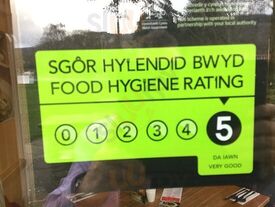 SGÔR HYLENDID BWYD
FOOD HYGIENE RATING
0 1 2 3 4 5
DA IAWN
VERY GOOD